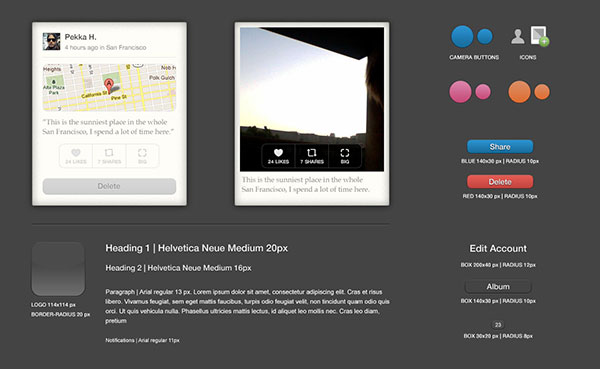 Pekka H.
4 hours ago in San Francisco
Heights
Nob H
Alta Plaza
Park
Polk Gulch
California St
Pine St
A
"This is the sunniest place in the whole
San Francisco, I spend a lot of time here."
24 LIKES
7 SHARES
BIG
Delete
24 LIKES
7 SHARES
BIG
This is the sunniest place in the whole
San Francisco, I spend a lot of time here.
CAMERA BUTTONS
ICONS
Share
BLUE 140x30 px | RADIUS 10px
Delete
RED 140x30 px | RADIUS 10px
LOGO 114x114 px
BORDER-RADIUS 20 px
Heading 1 | Helvetica Neue Medium 20px
Heading 2 | Helvetica Neue Medium 16px
Paragraph | Arial regular 13 px. Lorem ipsum dolor sit amet, consectetur adipiscing elit. Cras et risus
libero. Vivamus feugiat, sem eget mattis faucibus, turpis odio feugiat velit, non tincidunt quam odio quis
orci. Ut quis vehicula nulla. Phasellus ultricies mattis lectus, id aliquet leo mollis nec. Cras leo diam,
pretium
Notifications | Arial regular 11px
Edit Account
BOX 200x40 px | RADIUS 12px
Album
BOX 140x30 px | RADIUS 10px
23
BOX 30x20 px | RADIUS 8px